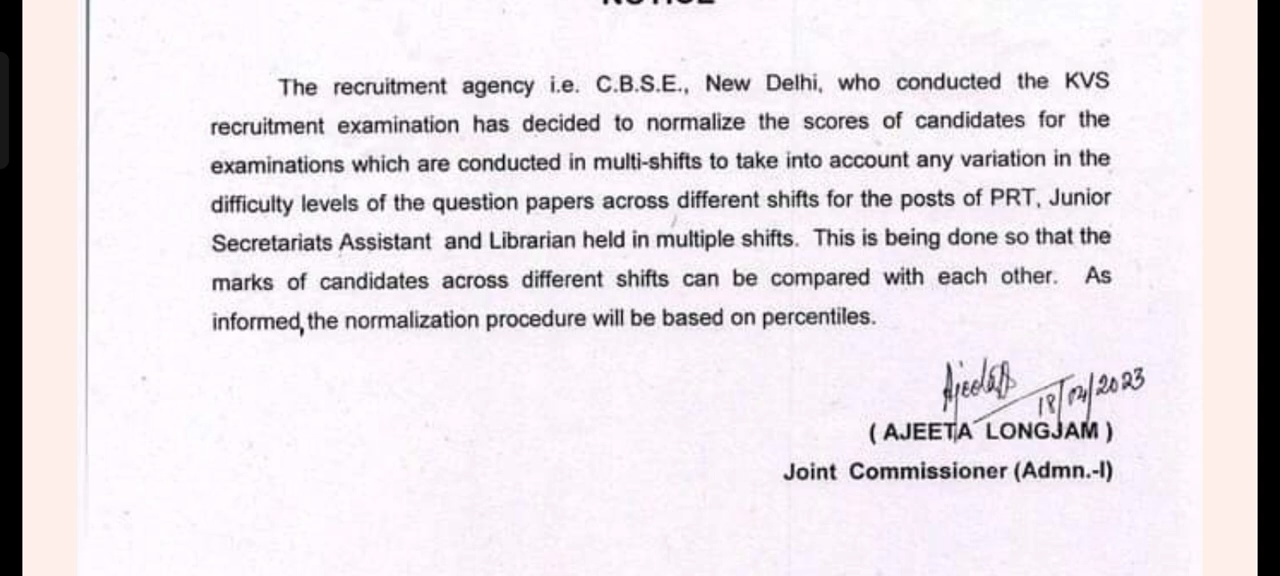 NOTICE
The recruitment agency i.e. C.B.S.E., New Delhi, who conducted the KVS
recruitment examination has decided to normalize the scores of candidates for the
examinations which are conducted in multi-shifts to take into account any variation in the
difficulty levels of the question papers across different shifts for the posts of PRT, Junior
Secretariats Assistant and Librarian held in multiple shifts. This is being done so that the
marks of candidates across different shifts can be compared with each other. As
informed, the normalization procedure will be based on percentiles.
18/04/2023
( AJEETA LONGJAM )
Joint Commissioner (Admn.-I)